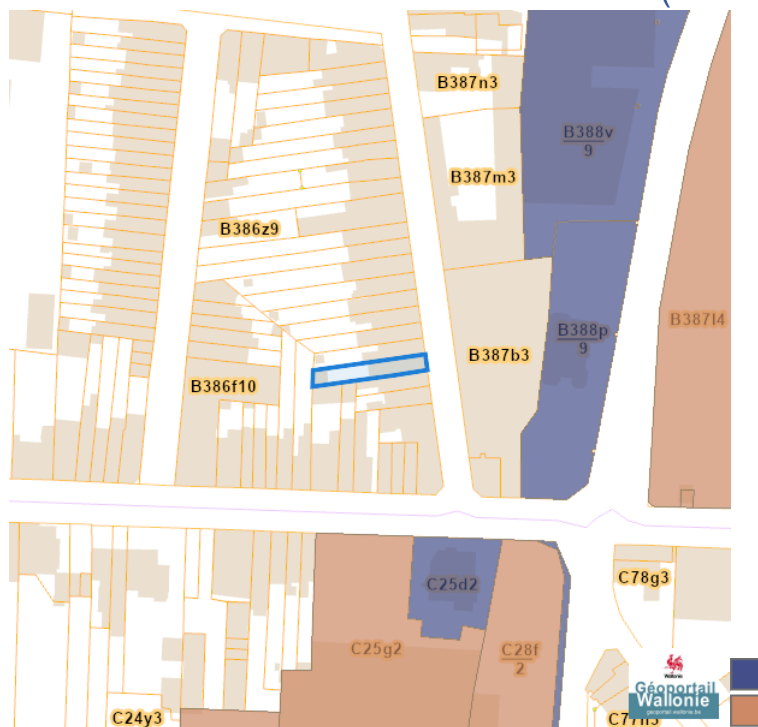 (
B387n3
B388v
9
B387m3
B386z9
B387l4
B388p
9
B387b3
B386f10
C25d2
C78g3
C25g2
C28f
2
Wallonie
Géoportail
Wallonie
geoportail.wallonie.be
C24y3